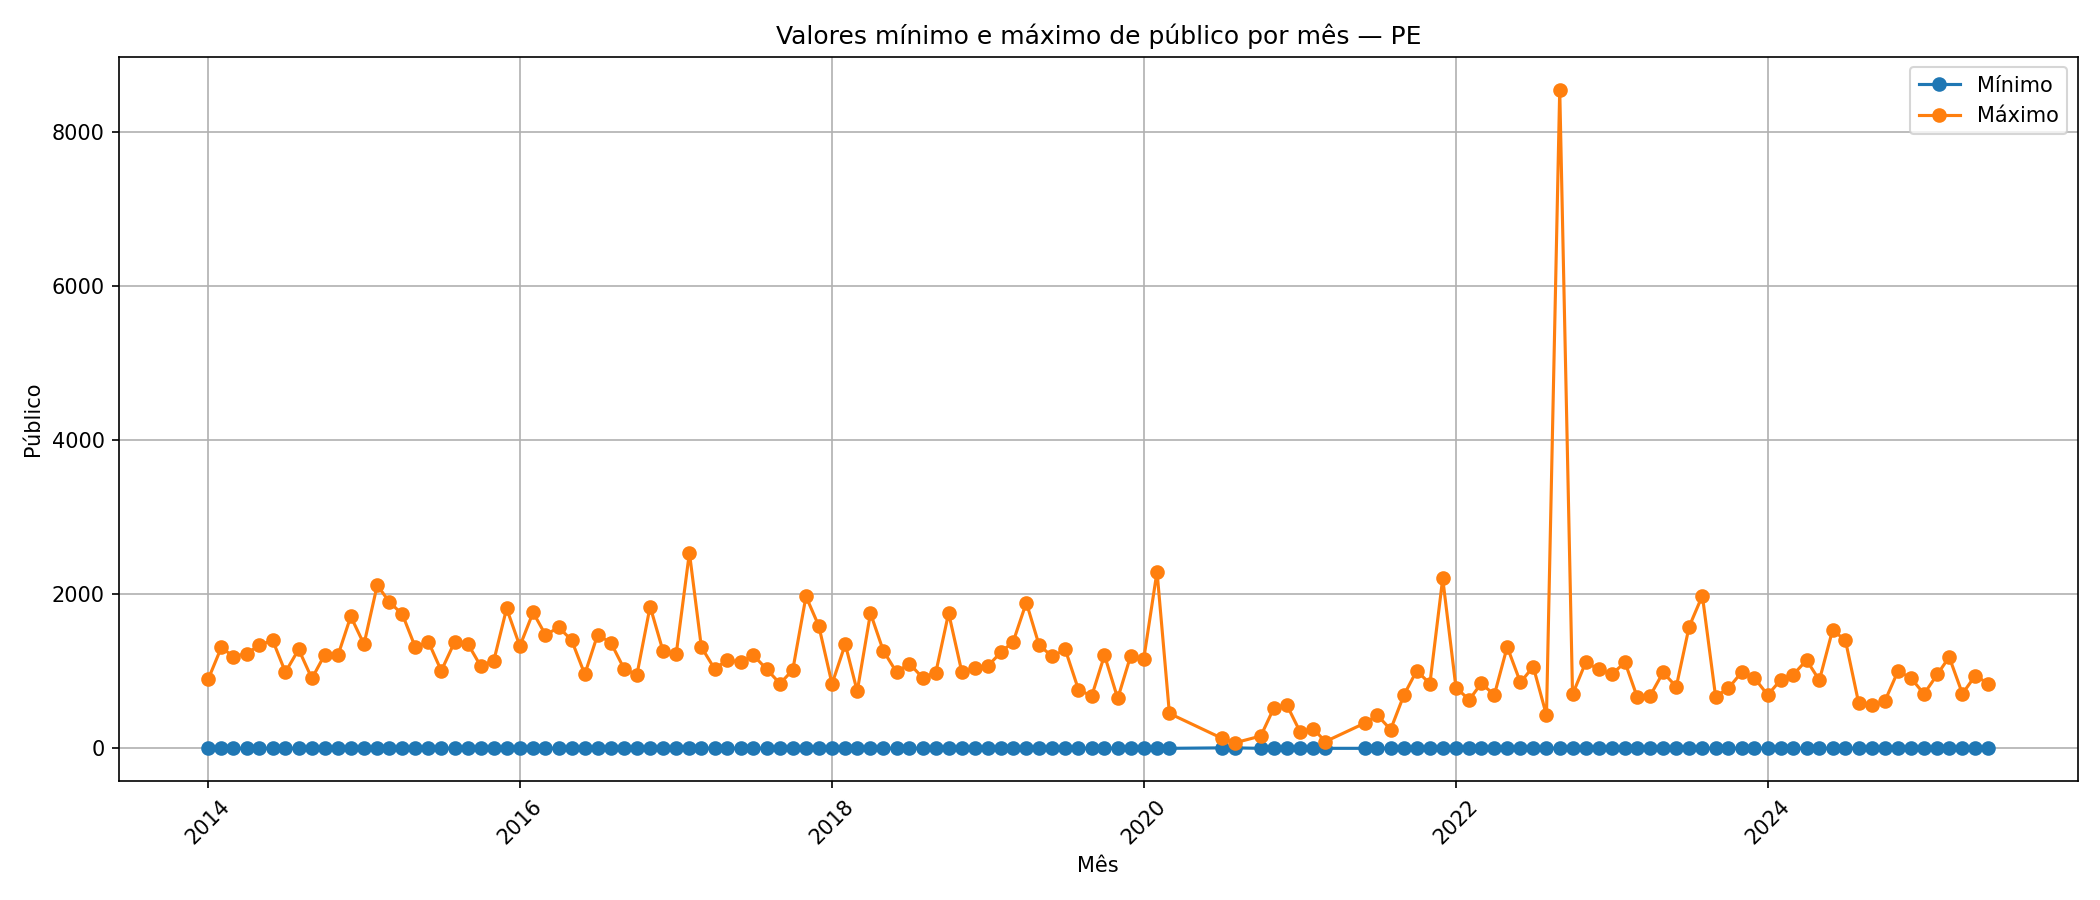 Valores mínimo e máximo de público por mês — PE
Mínimo
Máximo
Público
8000
6000
4000
2000
0
2014
2016
2018
2020
2022
2024
Mês